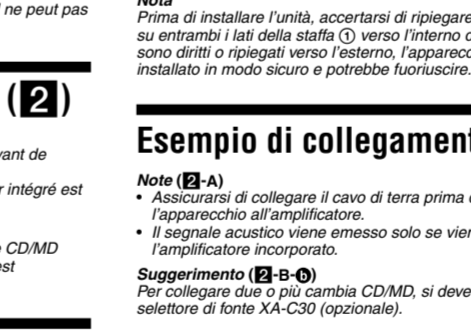 l ne peut pas
(2)
vant de
r intégré est
e CD/MD
est
Nota
Prima di installare l'unità, accertarsi di ripiegare
su entrambi i lati della staffa ① verso l'interno
sono diritti o ripiegati verso l'esterno, l'apparecc
installato in modo sicuro e potrebbe fuoriuscire.
Esempio di collegament
Note (2-A)
• Assicurarsi di collegare il cavo di terra prima
l'apparecchio all'amplificatore.
• Il segnale acustico viene emesso solo se vien
l'amplificatore incorporato.
Suggerimento (2-B-❻)
Per collegare due o più cambia CD/MD, si deve
selettore di fonte XA-C30 (opzionale).